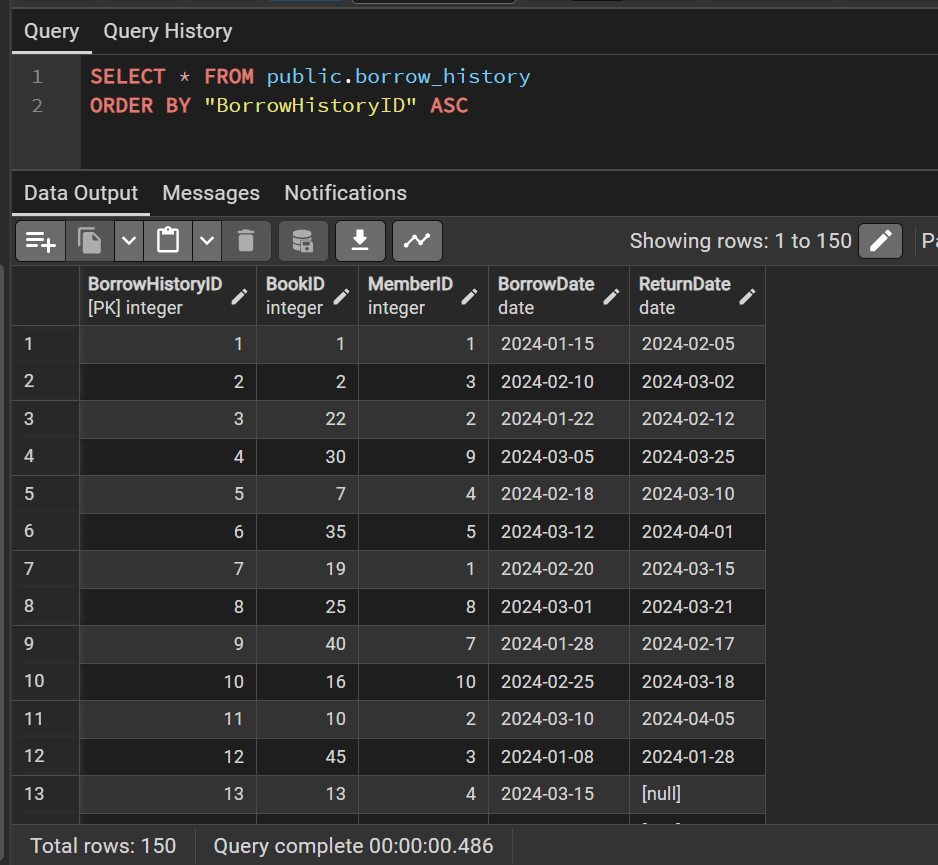 Query Query History
1 SELECT * FROM public.borrow_history
2 ORDER BY "BorrowHistoryID" ASC
Data Output Messages Notifications
Showing rows: 1 to 150
BorrowHistoryID BookID MemberID BorrowDate ReturnDate
[PK] integer integer integer date date
1 1 1 1 2024-01-15 2024-02-05
2 2 2 3 2024-02-10 2024-03-02
3 3 22 2 2024-01-22 2024-02-12
4 4 30 9 2024-03-05 2024-03-25
5 5 7 4 2024-02-18 2024-03-10
6 6 35 5 2024-03-12 2024-04-01
7 7 19 1 2024-02-20 2024-03-15
8 8 25 8 2024-03-01 2024-03-21
9 9 40 7 2024-01-28 2024-02-17
10 10 16 10 2024-02-25 2024-03-18
11 11 10 2 2024-03-10 2024-04-05
12 12 45 3 2024-01-08 2024-01-28
13 13 13 4 2024-03-15 [null]
Total rows: 150 Query complete 00:00:00.486